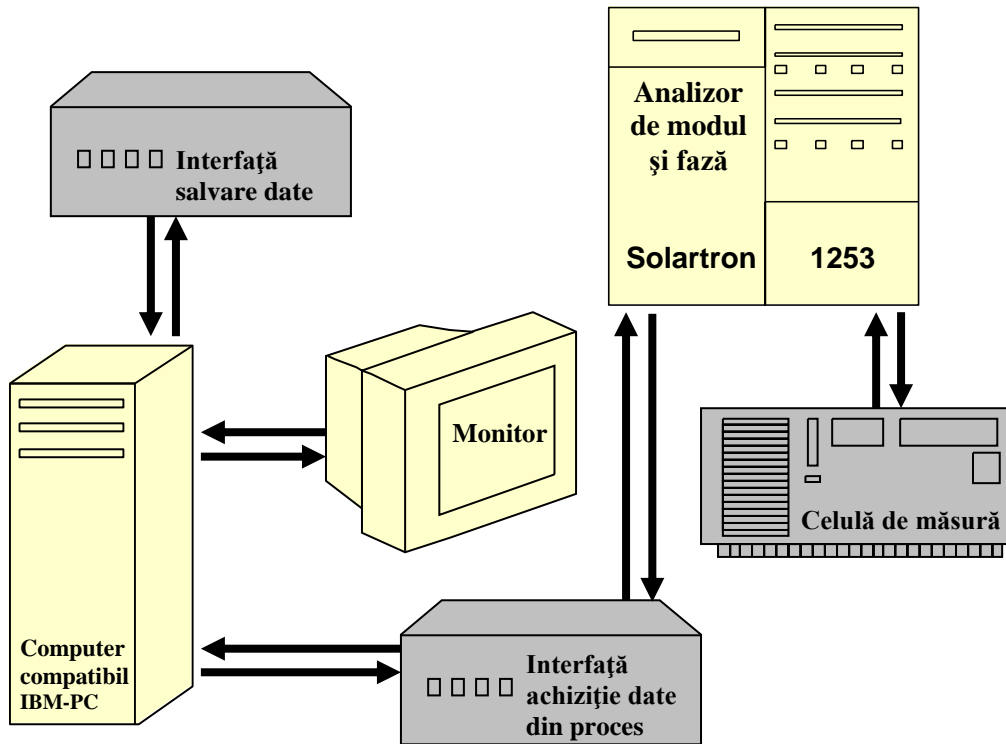 Analizor
de modul
şi fază
Solartron 1253
Interfaţă
salvare date
Monitor
Celulă de măsură
Computer
compatibil
IBM-PC
Interfaţă
achiziţie date
din proces